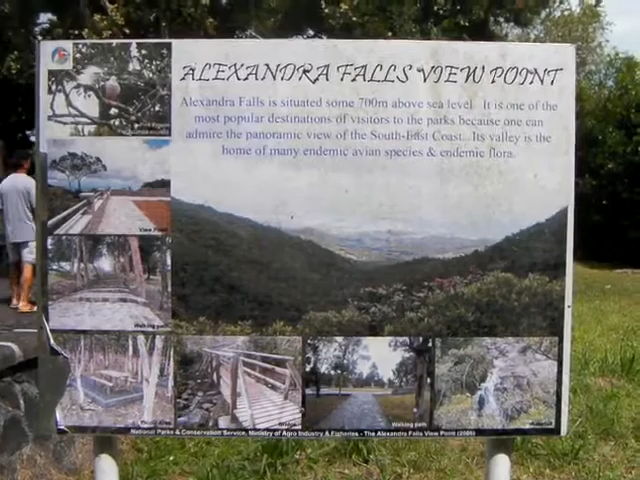 ALEXANDRA FALLS VIEW POINT
Alexandra Falls is situated some 700m above sea level. It is one of the
most popular destinations of visitors to the parks because one can
admire the panoramic view of the South-East Coast. Its valley is the
home of many endemic avian species & endemic flora.
View Point
Walking path
Walking path
National Parks & Conservation Service, Ministry of Agro Industry & Fisheries - The Alexandra Falls View Point (2005)